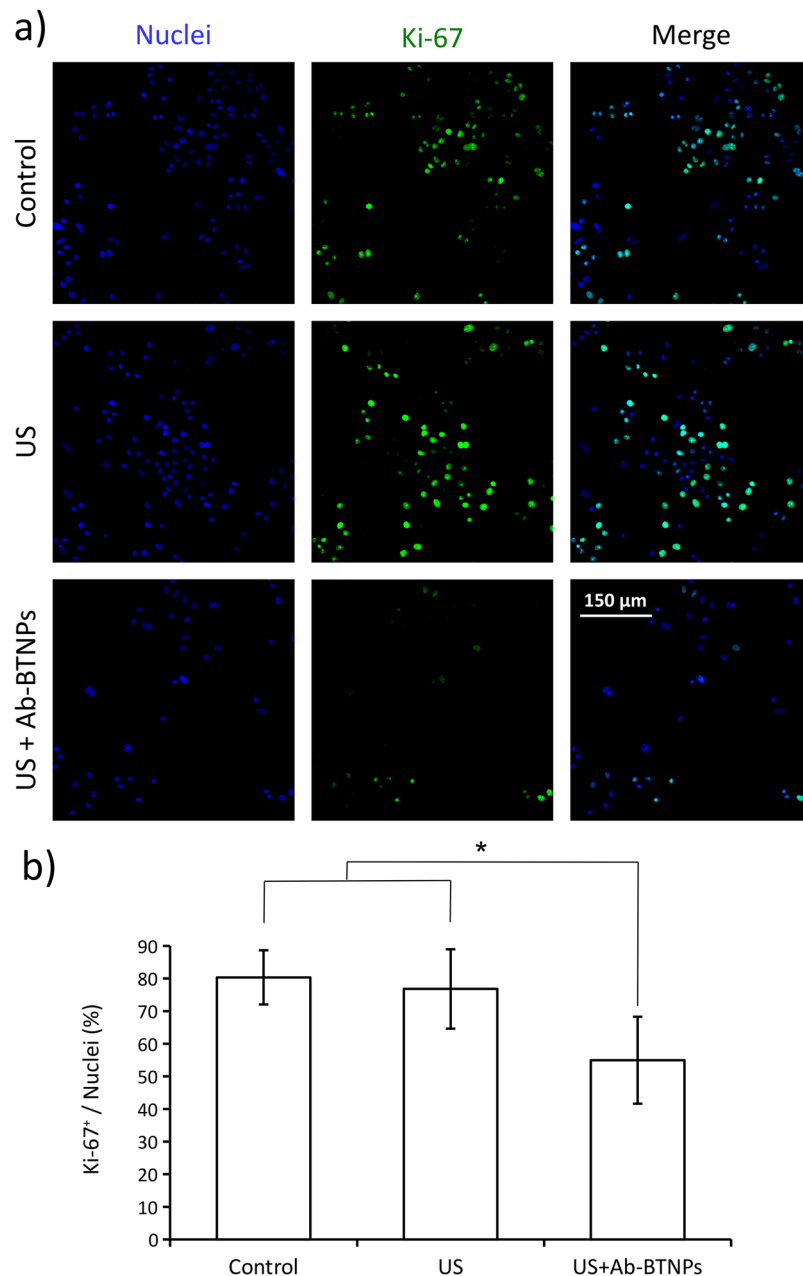 a)
Nuclei Ki-67 Merge
Control
US
US + Ab-BTNPs
150 µm
b)
*
Ki-67⁺ / Nuclei (%)
90
80
70
60
50
40
30
20
10
0
Control US US+Ab-BTNPs